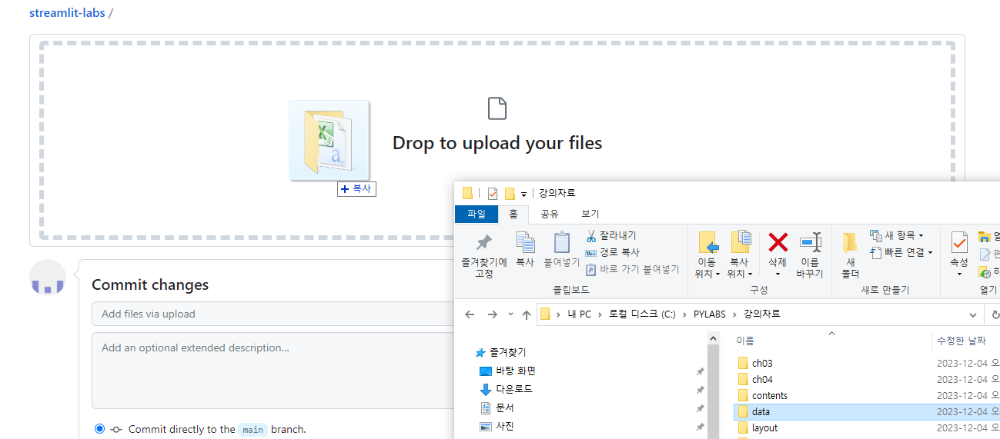 streamlit-labs /
Drop to upload your files
+ 복사
Commit changes
Add files via upload
Add an optional extended description...
Commit directly to the main branch.
강의자료
파일 홈 공유 보기
즐겨찾기에 고정
복사
붙여넣기
잘라내기
경로 복사
바로 가기 붙여넣기
클립보드
이동 위치
복사 위치
삭제
이름 바꾸기
구성
새 폴더
새 항목
빠른 연결
새로 만들기
속성
열기
내 PC › 로컬 디스크 (C:) › PYLABS › 강의자료
즐겨찾기
바탕 화면
다운로드
문서
사진
이름 수정한 날짜
ch03 2023-12-04 오
ch04 2023-12-04 오
contents 2023-12-04 오
data 2023-12-04 오
layout 2023-12-04 오